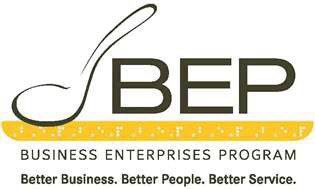 BEP
BUSINESS ENTERPRISES PROGRAM
Better Business. Better People. Better Service.